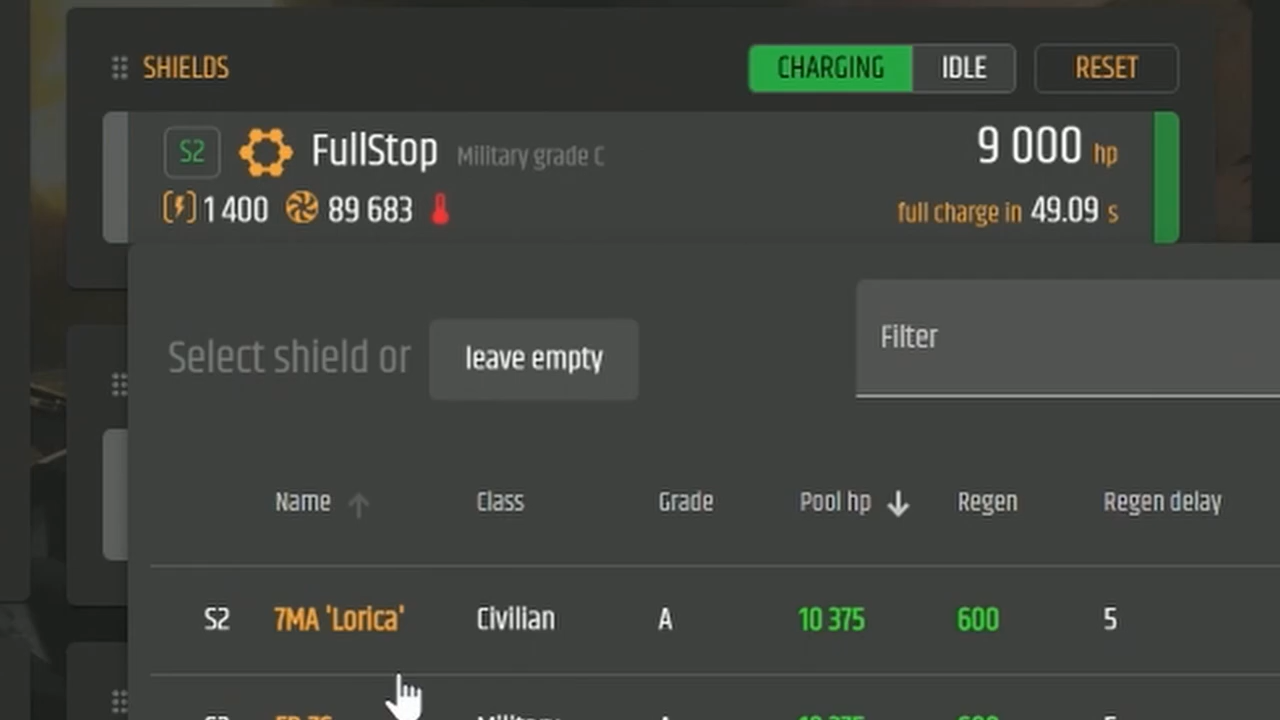 SHIELDS CHARGING IDLE RESET
S2 FullStop Military grade C 9 000 hp
1 400 89 683 full charge in 49.09 s
Select shield or leave empty Filter
Name Class Grade Pool hp Regen Regen delay
S2 7MA 'Lorica' Civilian A 10 375 600 5